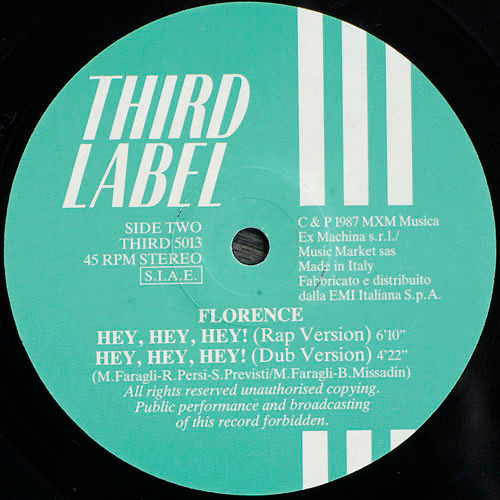 THIRD
LABEL
SIDE TWO
THIRD 5013
45 RPM STEREO
S.I.A.E.
C & P 1987 MXM Musica
Ex Machina s.r.l./
Music Market sas
Made in Italy
Fabbricato e distribuito
dalla EMI Italiana S.p.A.
FLORENCE
HEY, HEY, HEY! (Rap Version) 6'10"
HEY, HEY, HEY! (Dub Version) 4'22"
(M.Faragli-R.Persi-S.Previsti/M.Faragli-B.Missadin)
All rights reserved unauthorised copying.
Public performance and broadcasting
of this record forbidden.